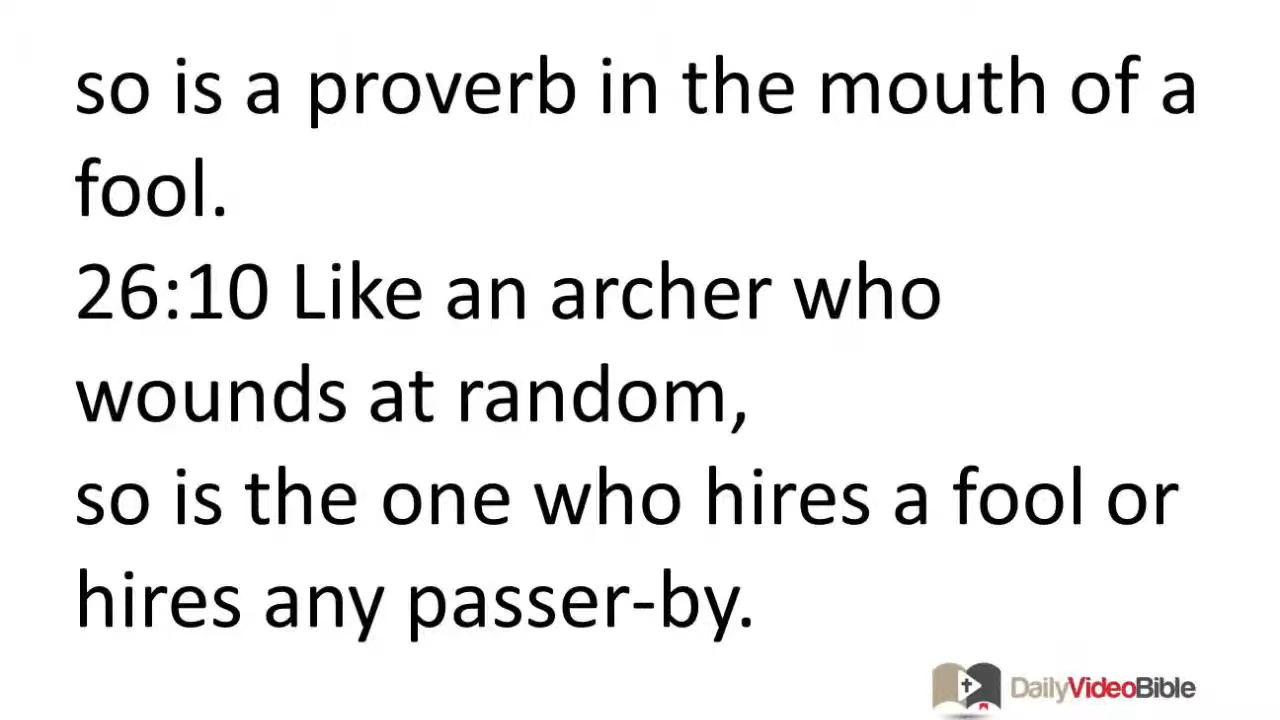 so is a proverb in the mouth of a
fool.
26:10 Like an archer who
wounds at random,
so is the one who hires a fool or
hires any passer-by.
DailyVideoBible